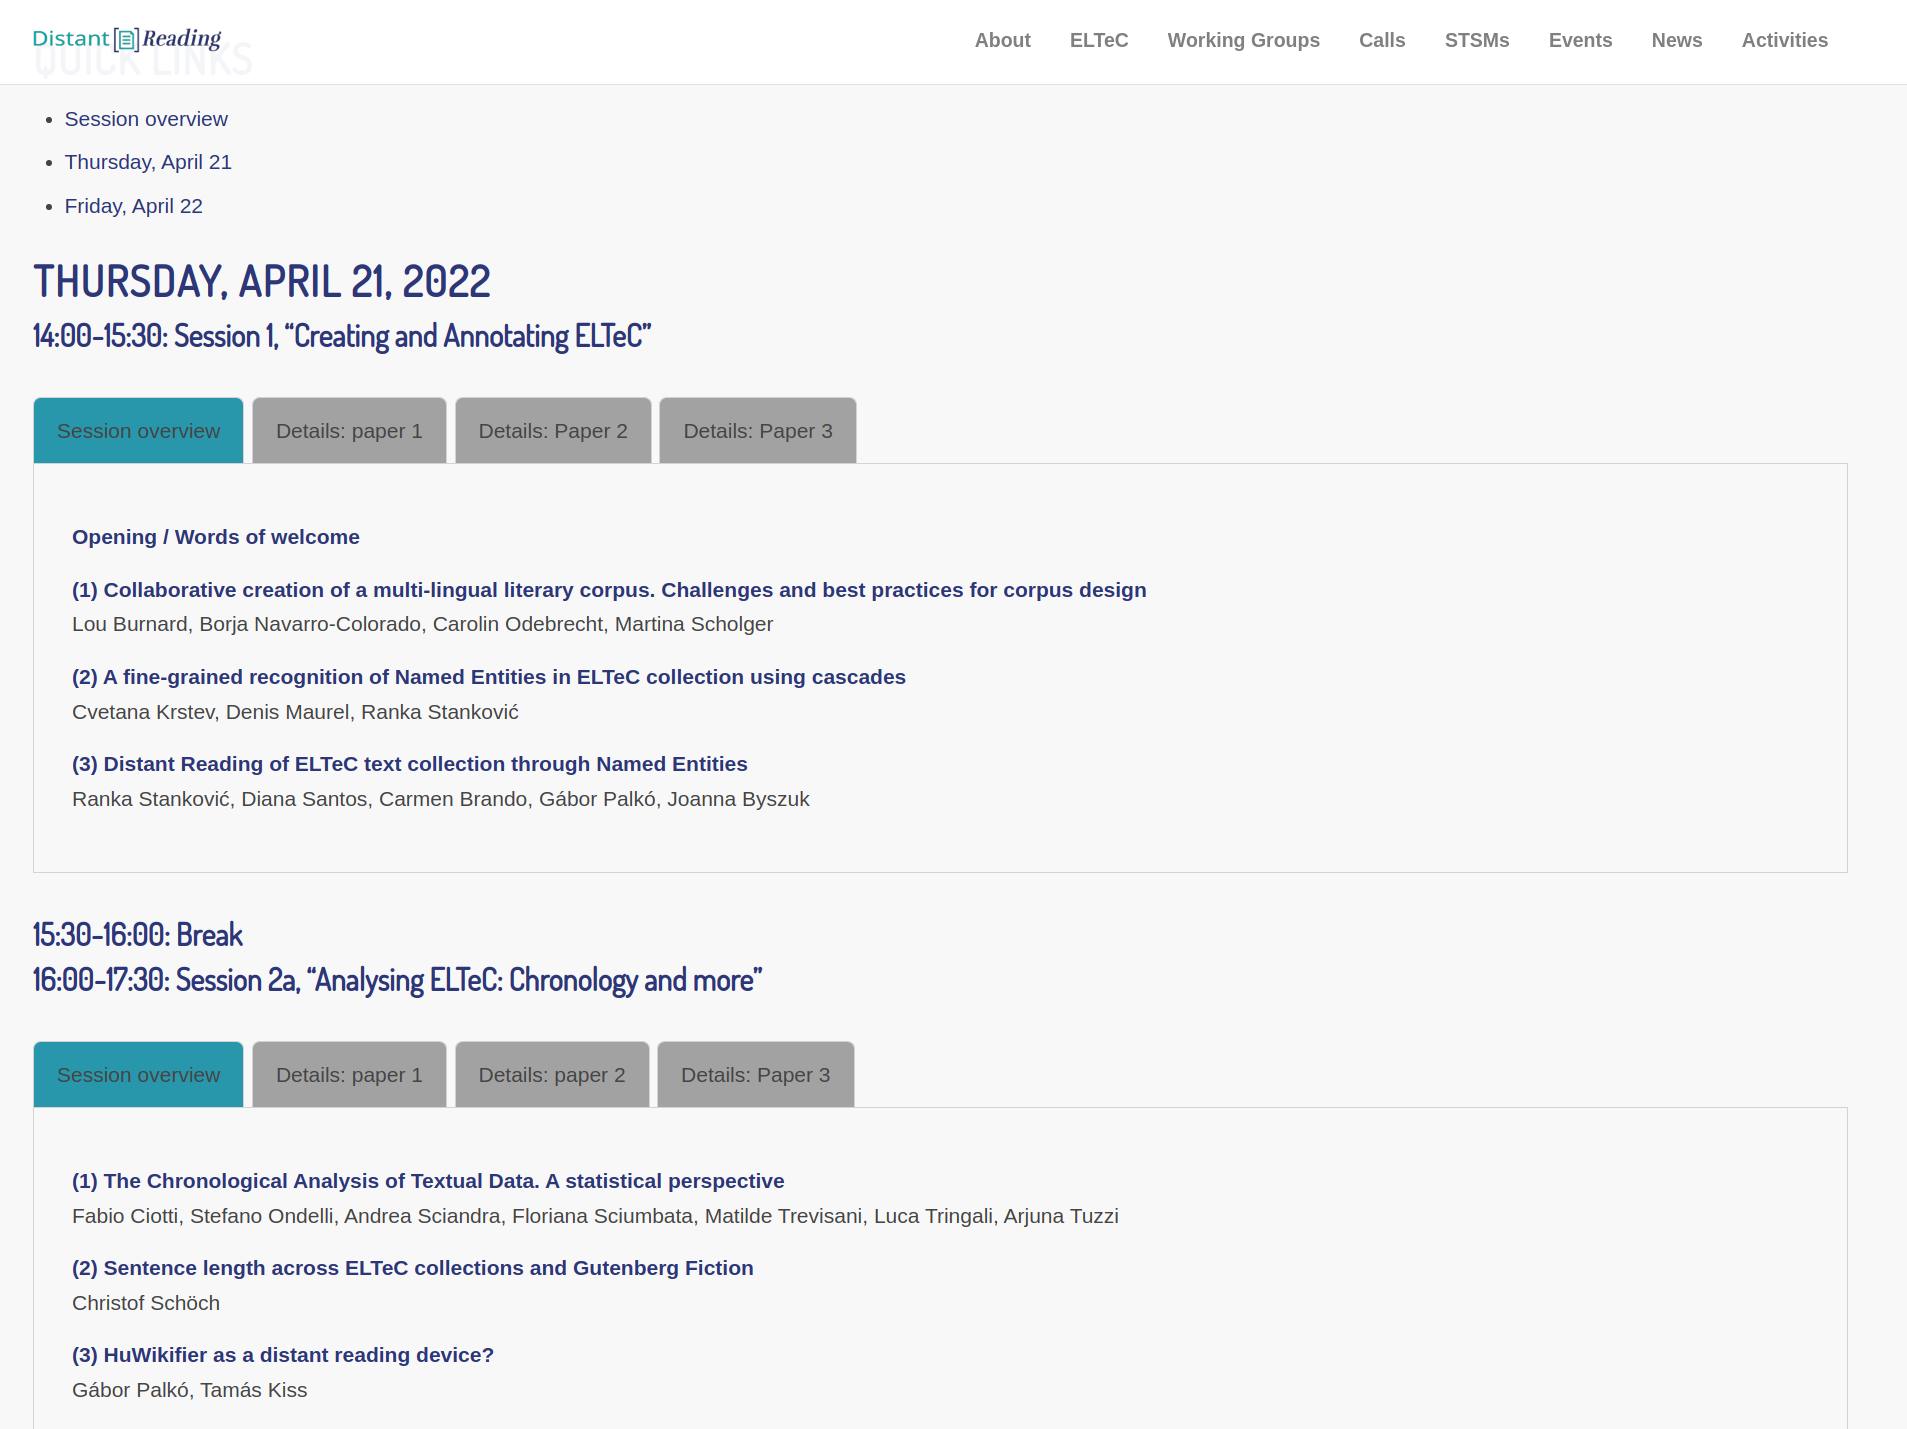 Distant Reading
About ELTeC Working Groups Calls STSMs Events News Activities
QUICK LINKS
• Session overview
• Thursday, April 21
• Friday, April 22
THURSDAY, APRIL 21, 2022
14:00-15:30: Session 1, “Creating and Annotating ELTeC”
Session overview Details: paper 1 Details: Paper 2 Details: Paper 3
Opening / Words of welcome
(1) Collaborative creation of a multi-lingual literary corpus. Challenges and best practices for corpus design
Lou Burnard, Borja Navarro-Colorado, Carolin Odebrecht, Martina Scholger
(2) A fine-grained recognition of Named Entities in ELTeC collection using cascades
Cvetana Krstev, Denis Maurel, Ranka Stanković
(3) Distant Reading of ELTeC text collection through Named Entities
Ranka Stanković, Diana Santos, Carmen Brando, Gábor Palkó, Joanna Byszuk
15:30-16:00: Break
16:00-17:30: Session 2a, “Analysing ELTeC: Chronology and more”
Session overview Details: paper 1 Details: paper 2 Details: Paper 3
(1) The Chronological Analysis of Textual Data. A statistical perspective
Fabio Ciotti, Stefano Ondelli, Andrea Sciandra, Floriana Sciumbata, Matilde Trevisani, Luca Tringali, Arjuna Tuzzi
(2) Sentence length across ELTeC collections and Gutenberg Fiction
Christof Schöch
(3) HuWikifier as a distant reading device?
Gábor Palkó, Tamás Kiss